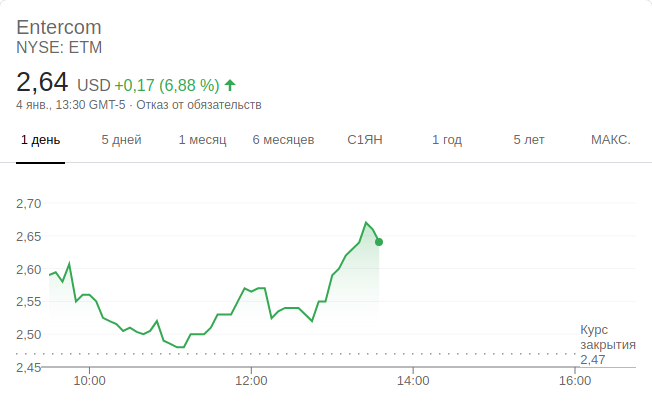 Entercom
NYSE: ETM
2,64 USD +0,17 (6,88 %)
4 янв., 13:30 GMT-5 · Отказ от обязательств
1 день 5 дней 1 месяц 6 месяцев С1ЯН 1 год 5 лет МАКС.
2,70
2,65
2,60
2,55
2,50
2,45
Курс
закрытия
2,47
10:00 12:00 14:00 16:00